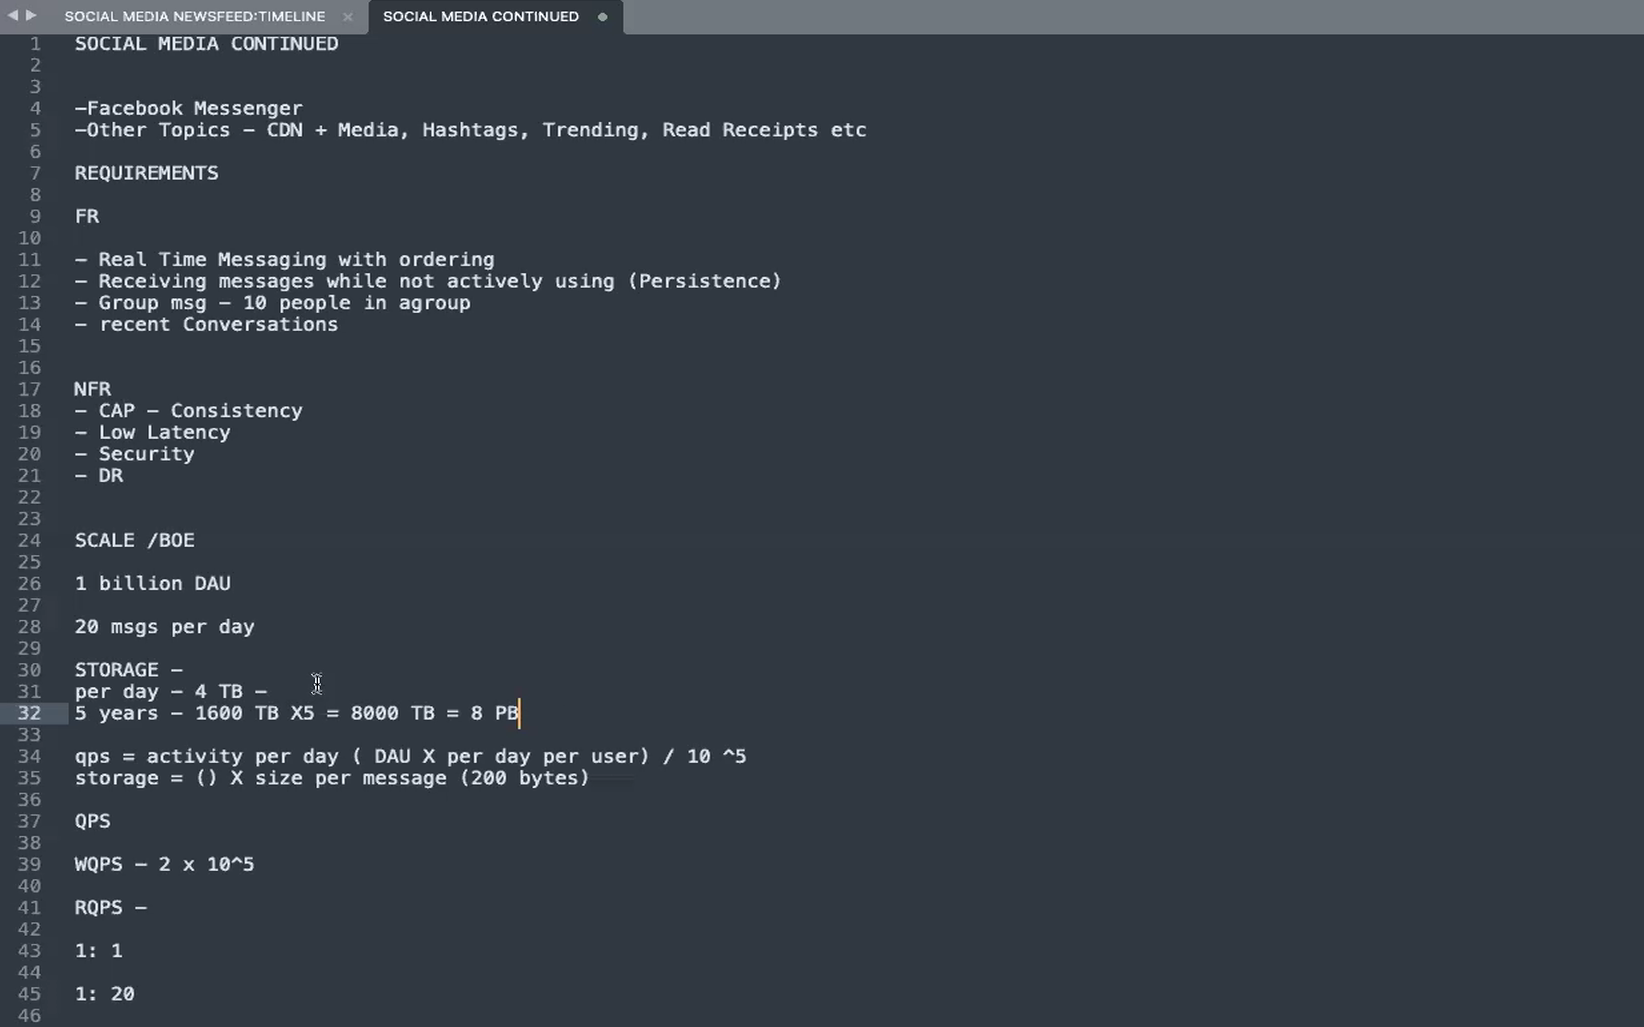 SOCIAL MEDIA NEWSFEED:TIMELINE × SOCIAL MEDIA CONTINUED
1 SOCIAL MEDIA CONTINUED
2
3
4 –Facebook Messenger
5 –Other Topics – CDN + Media, Hashtags, Trending, Read Receipts etc
6
7 REQUIREMENTS
8
9 FR
10
11 – Real Time Messaging with ordering
12 – Receiving messages while not actively using (Persistence)
13 – Group msg – 10 people in agroup
14 – recent Conversations
15
16
17 NFR
18 – CAP – Consistency
19 – Low Latency
20 – Security
21 – DR
22
23
24 SCALE /BOE
25
26 1 billion DAU
27
28 20 msgs per day
29
30 STORAGE –
31 per day – 4 TB –
32 5 years – 1600 TB X5 = 8000 TB = 8 PB
33
34 qps = activity per day ( DAU X per day per user) / 10 ^5
35 storage = () X size per message (200 bytes)
36
37 QPS
38
39 WQPS – 2 x 10^5
40
41 RQPS –
42
43 1: 1
44
45 1: 20
46